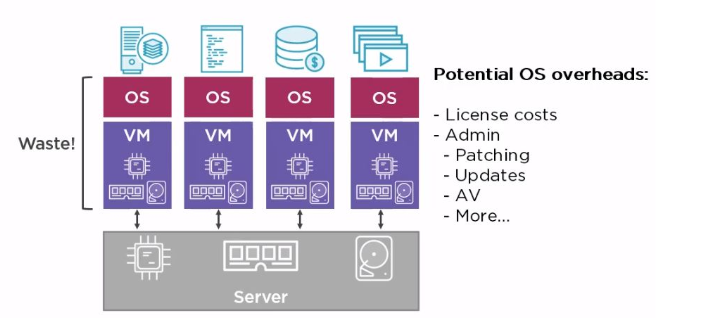 OS OS OS OS
Waste!
VM VM VM VM
Server
Potential OS overheads:
- License costs
- Admin
- Patching
- Updates
- AV
- More...
$